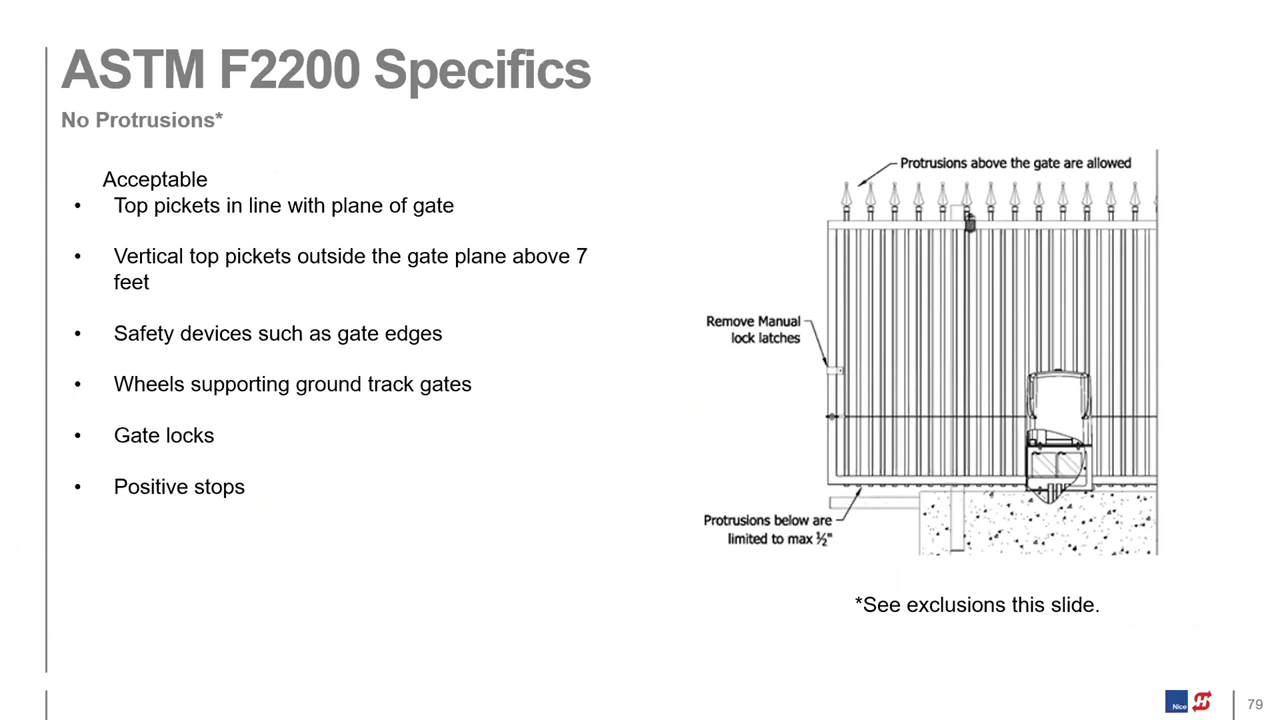 ASTM F2200 Specifics
No Protrusions*
Acceptable
• Top pickets in line with plane of gate
• Vertical top pickets outside the gate plane above 7
feet
• Safety devices such as gate edges
• Wheels supporting ground track gates
• Gate locks
• Positive stops
Protrusions above the gate are allowed
Remove Manual
lock latches
Protrusions below are
limited to max ½"
*See exclusions this slide.
Nice
H
79